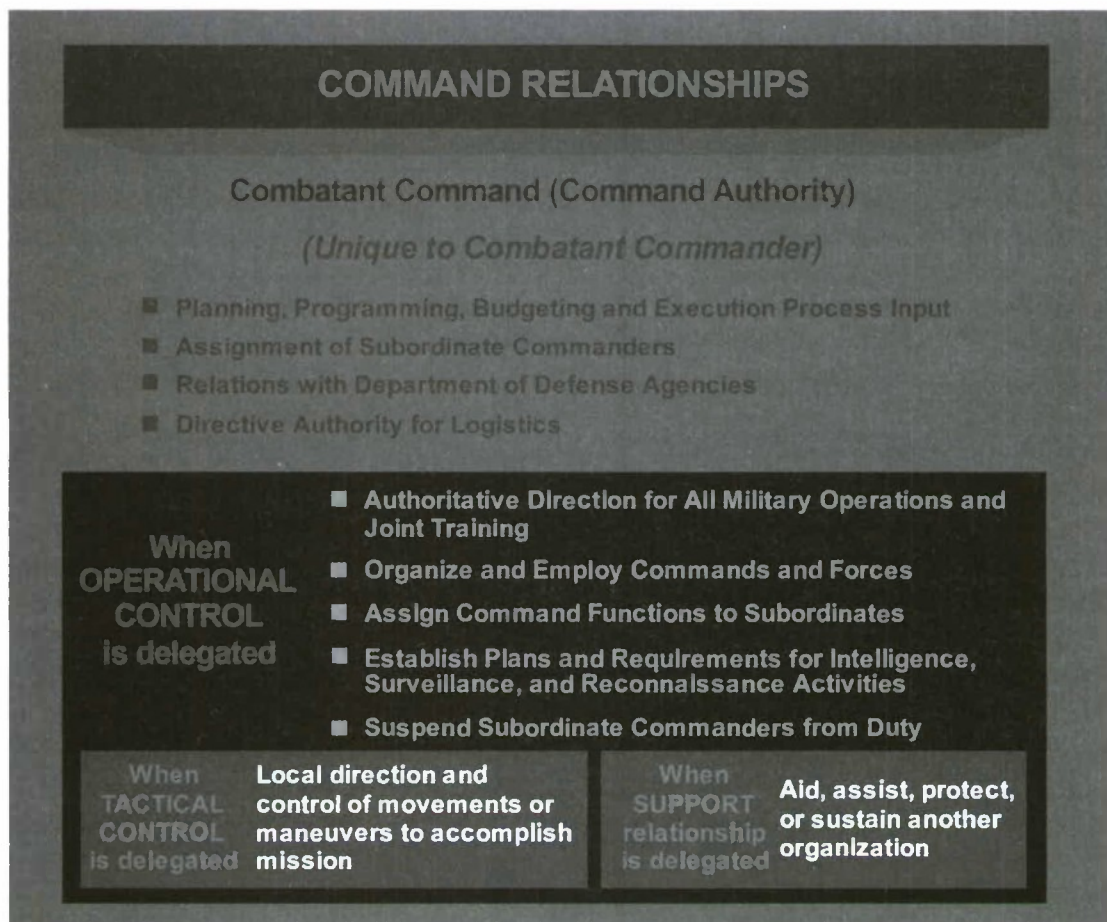 COMMAND RELATIONSHIPS
Combatant Command (Command Authority)
(Unique to Combatant Commander)
■ Planning, Programming, Budgeting and Execution Process Input
■ Assignment of Subordinate Commanders
■ Relations with Department of Defense Agencies
■ Directive Authority for Logistics
When
OPERATIONAL
CONTROL
is delegated
■ Authoritative Direction for All Military Operations and
Joint Training
■ Organize and Employ Commands and Forces
■ Assign Command Functions to Subordinates
■ Establish Plans and Requirements for Intelligence,
Surveillance, and Reconnaissance Activities
■ Suspend Subordinate Commanders from Duty
When
TACTICAL
CONTROL
is delegated
Local direction and
control of movements or
maneuvers to accomplish
mission
When
SUPPORT
relationship
is delegated
Aid, assist, protect,
or sustain another
organization